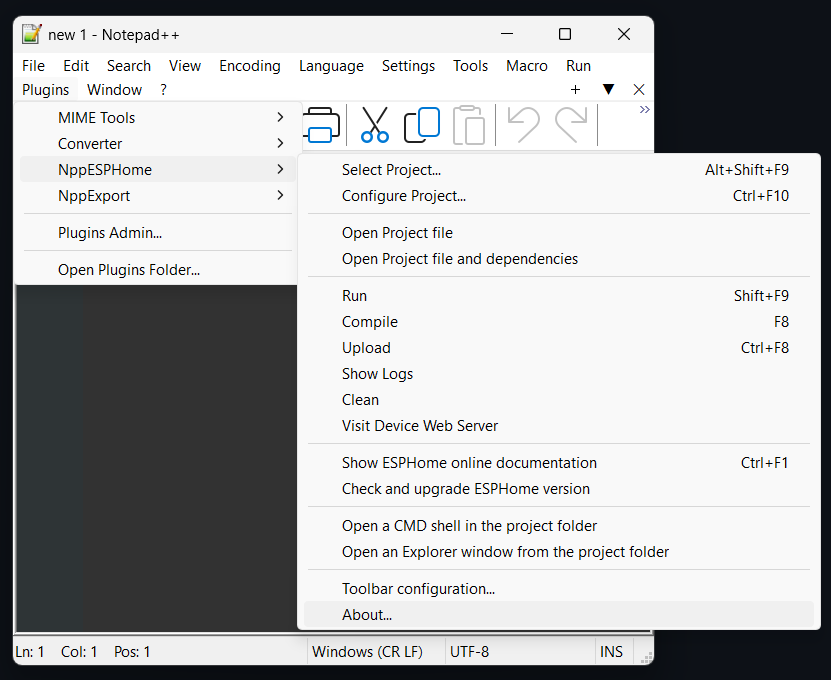 new 1 - Notepad++
File Edit Search View Encoding Language Settings Tools Macro Run
Plugins Window ?
MIME Tools
Converter
NppESPHome
NppExport
Plugins Admin...
Open Plugins Folder...
Select Project... Alt+Shift+F9
Configure Project... Ctrl+F10
Open Project file
Open Project file and dependencies
Run Shift+F9
Compile F8
Upload Ctrl+F8
Show Logs
Clean
Visit Device Web Server
Show ESPHome online documentation Ctrl+F1
Check and upgrade ESPHome version
Open a CMD shell in the project folder
Open an Explorer window from the project folder
Toolbar configuration...
About...
Ln: 1 Col: 1 Pos: 1 Windows (CR LF) UTF-8 INS